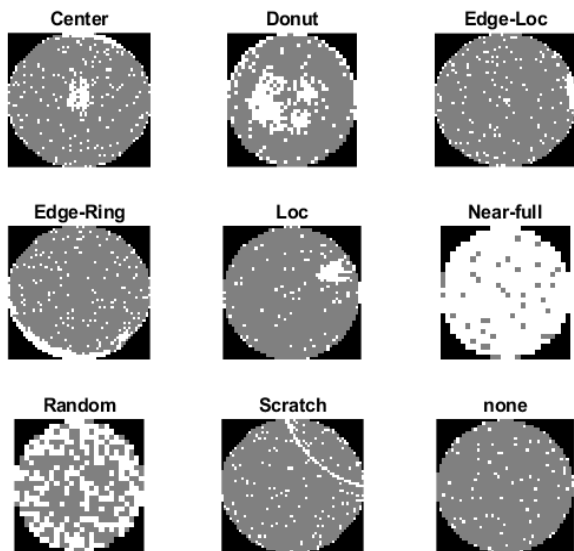 Center
Donut
Edge-Loc
Edge-Ring
Loc
Near-full
Random
Scratch
none